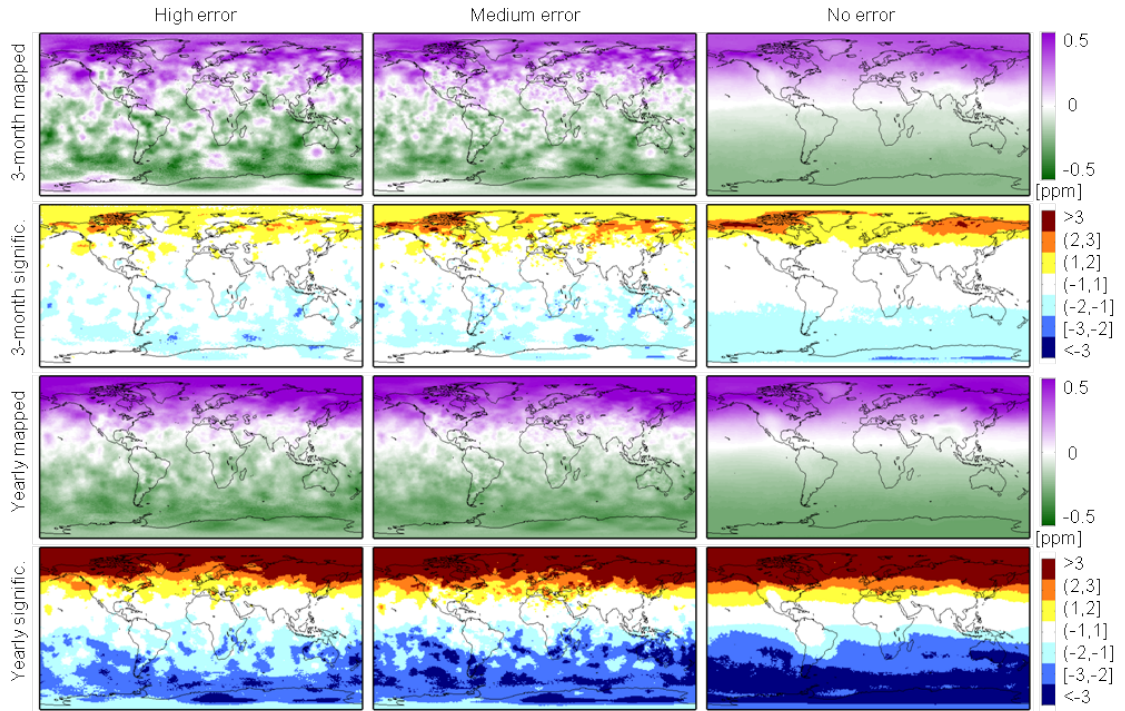 High error
Medium error
No error
3-month mapped
0.5
0
-0.5
[ppm]
3-month signific.
>3
(2,3]
(1,2]
(-1,1]
(-2,-1]
[-3,-2]
<-3
Yearly mapped
0.5
0
-0.5
[ppm]
Yearly signific.
>3
(2,3]
(1,2]
(-1,1]
(-2,-1]
[-3,-2]
<-3